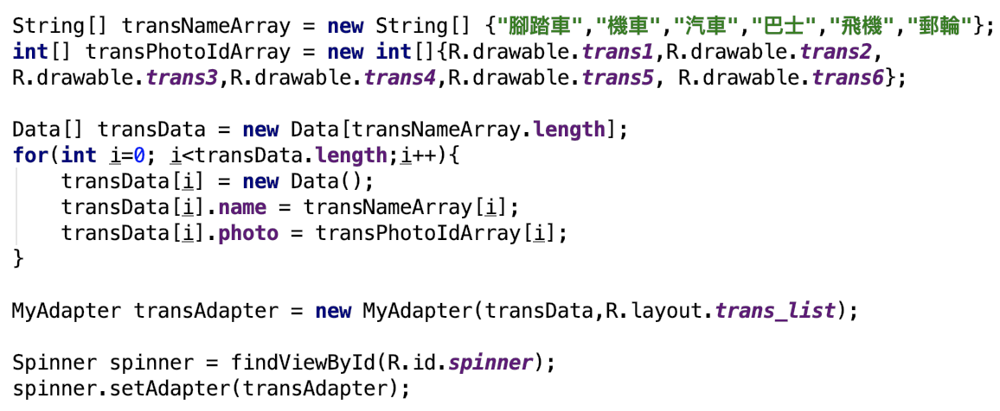 String[] transNameArray = new String[] {"腳踏車","機車","汽車","巴士","飛機","郵輪"};
int[] transPhotoIdArray = new int[]{R.drawable.trans1,R.drawable.trans2,
R.drawable.trans3,R.drawable.trans4,R.drawable.trans5, R.drawable.trans6};
Data[] transData = new Data[transNameArray.length];
for(int i=0; i<transData.length;i++){
    transData[i] = new Data();
    transData[i].name = transNameArray[i];
    transData[i].photo = transPhotoIdArray[i];
}
MyAdapter transAdapter = new MyAdapter(transData,R.layout.trans_list);
Spinner spinner = findViewById(R.id.spinner);
spinner.setAdapter(transAdapter);